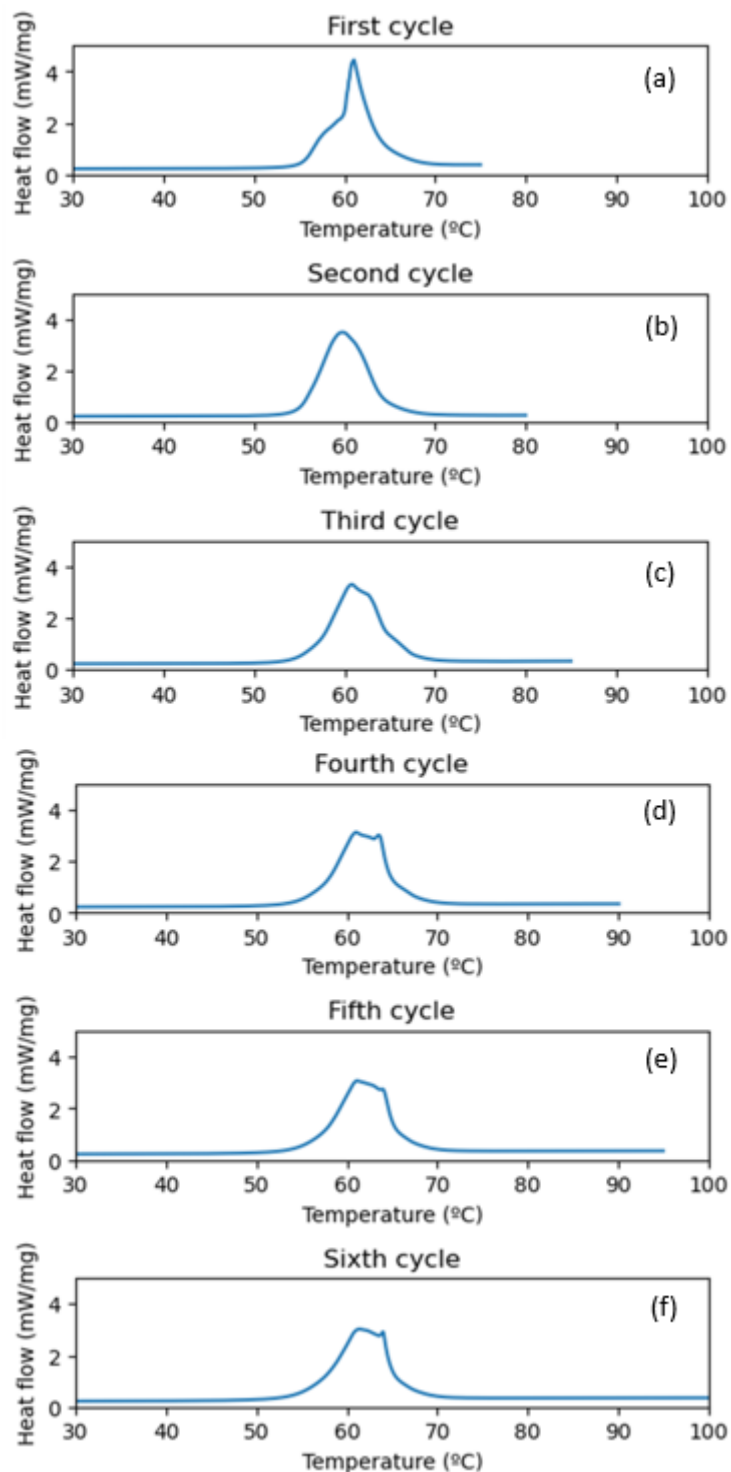 First cycle
Heat flow (mW/mg)
4
2
0
(a)
30 40 50 60 70 80 90 100
Temperature (ºC)
Second cycle
Heat flow (mW/mg)
4
2
0
(b)
30 40 50 60 70 80 90 100
Temperature (ºC)
Third cycle
Heat flow (mW/mg)
4
2
0
(c)
30 40 50 60 70 80 90 100
Temperature (ºC)
Fourth cycle
Heat flow (mW/mg)
4
2
0
(d)
30 40 50 60 70 80 90 100
Temperature (ºC)
Fifth cycle
Heat flow (mW/mg)
4
2
0
(e)
30 40 50 60 70 80 90 100
Temperature (ºC)
Sixth cycle
Heat flow (mW/mg)
4
2
0
(f)
30 40 50 60 70 80 90 100
Temperature (ºC)